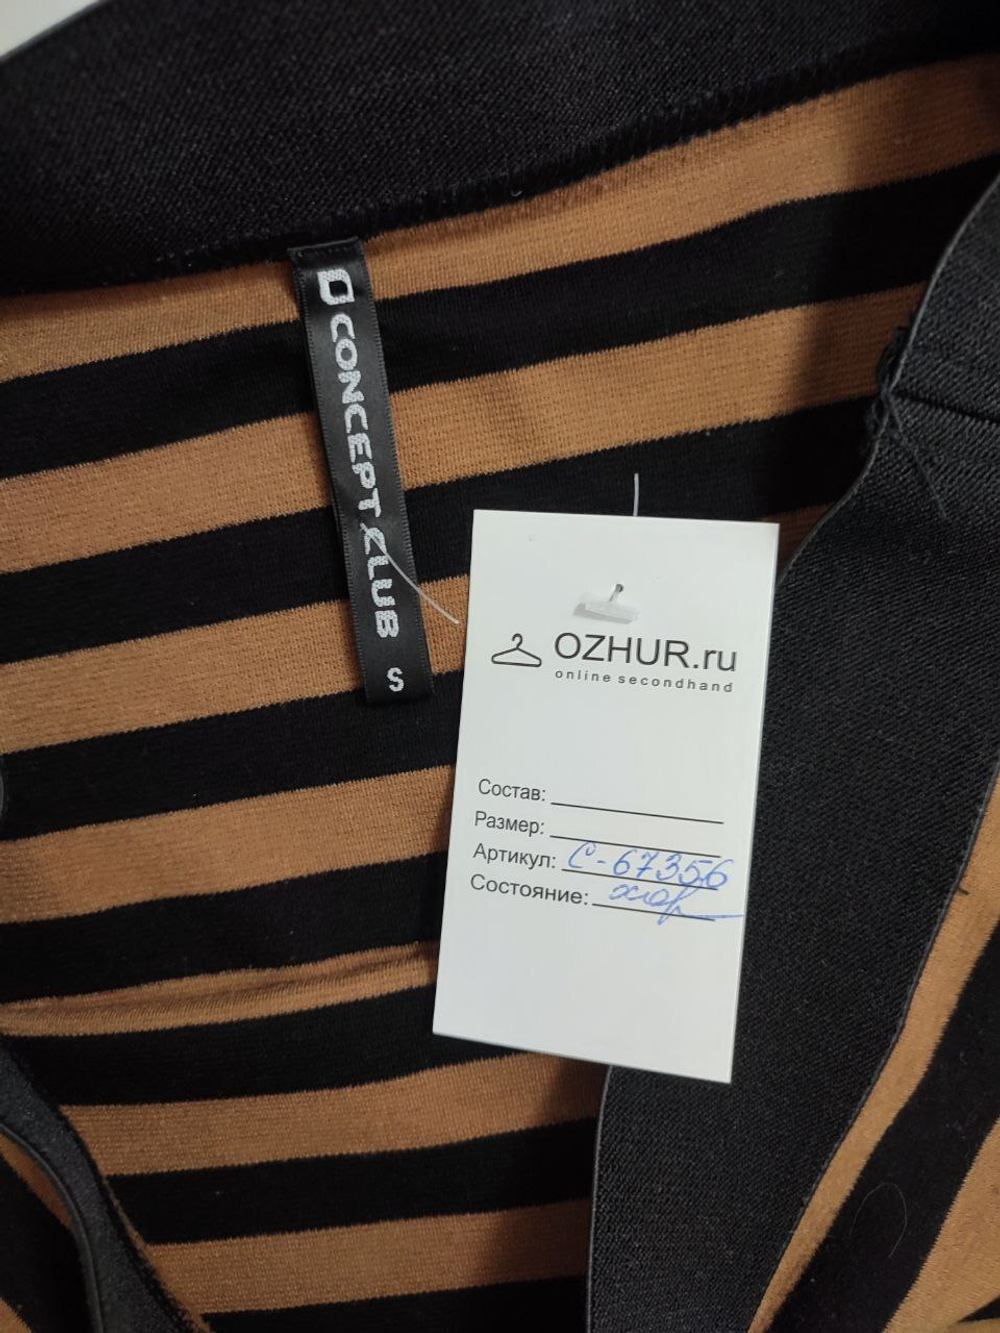 CONCEPT CLUB
S
OZHUR.ru
online secondhand
Состав:
Размер:
Артикул: С-67356
Состояние: хор